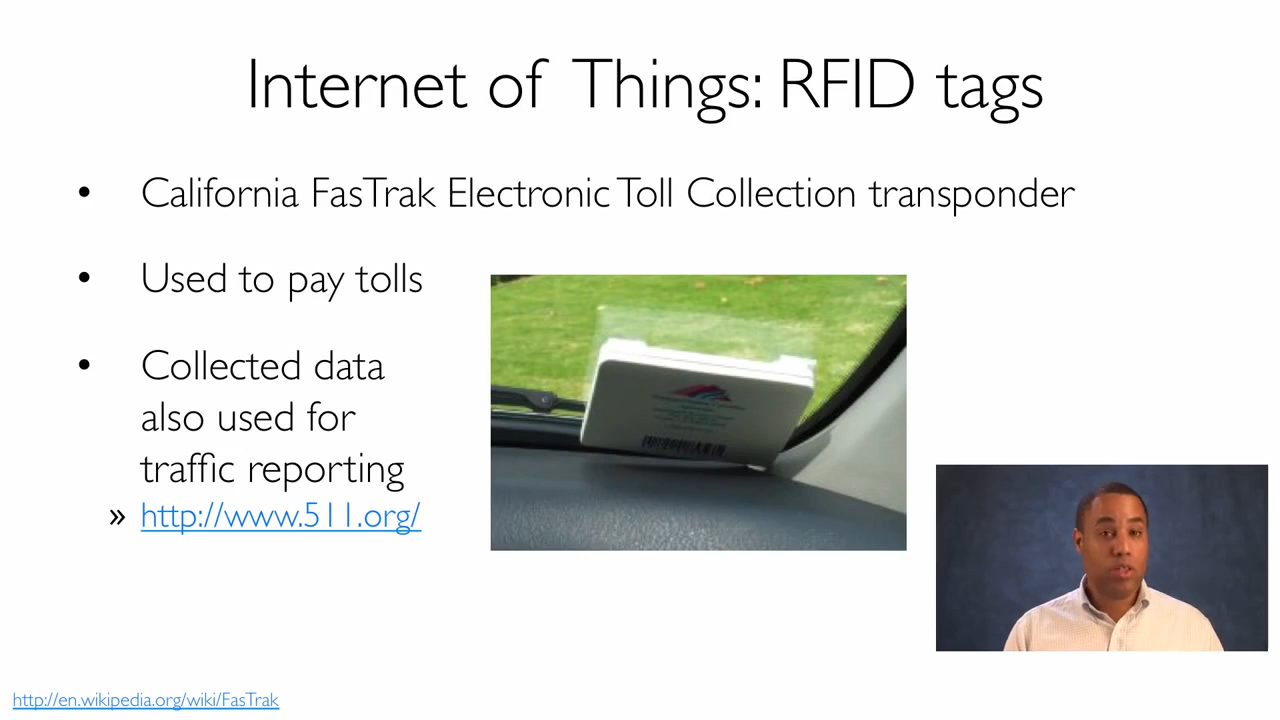 Internet of Things: RFID tags
• California FasTrak Electronic Toll Collection transponder
• Used to pay tolls
• Collected data
also used for
traffic reporting
» http://www.511.org/
http://en.wikipedia.org/wiki/FasTrak